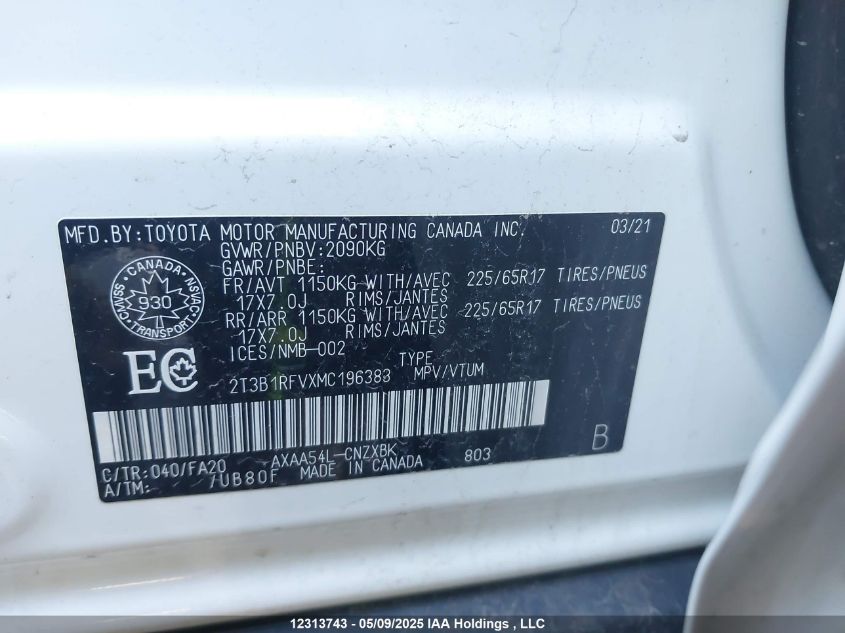 MFD.BY:TOYOTA MOTOR MANUFACTURING CANADA INC. 03/21
GVWR/PNBV:2090KG
GAWR/PNBE:
FR/AVT 1150KG WITH/AVEC 225/65R17 TIRES/PNEUS
17X7.0J RIMS/JANTES
RR/ARR 1150KG WITH/AVEC 225/65R17 TIRES/PNEUS
17X7.0J RIMS/JANTES
ICES/NMB-002 TYPE
2T3B1RFVXMC196383 MPV/VTUM
CANADA
CMVSS 930 NSVAC
TRANSPORT
EC
B
C/TR:040/FA20 AXAA54L-CNZXBK 803
A/TM: /UB80F MADE IN CANADA
12313743 - 05/09/2025 IAA Holdings , LLC